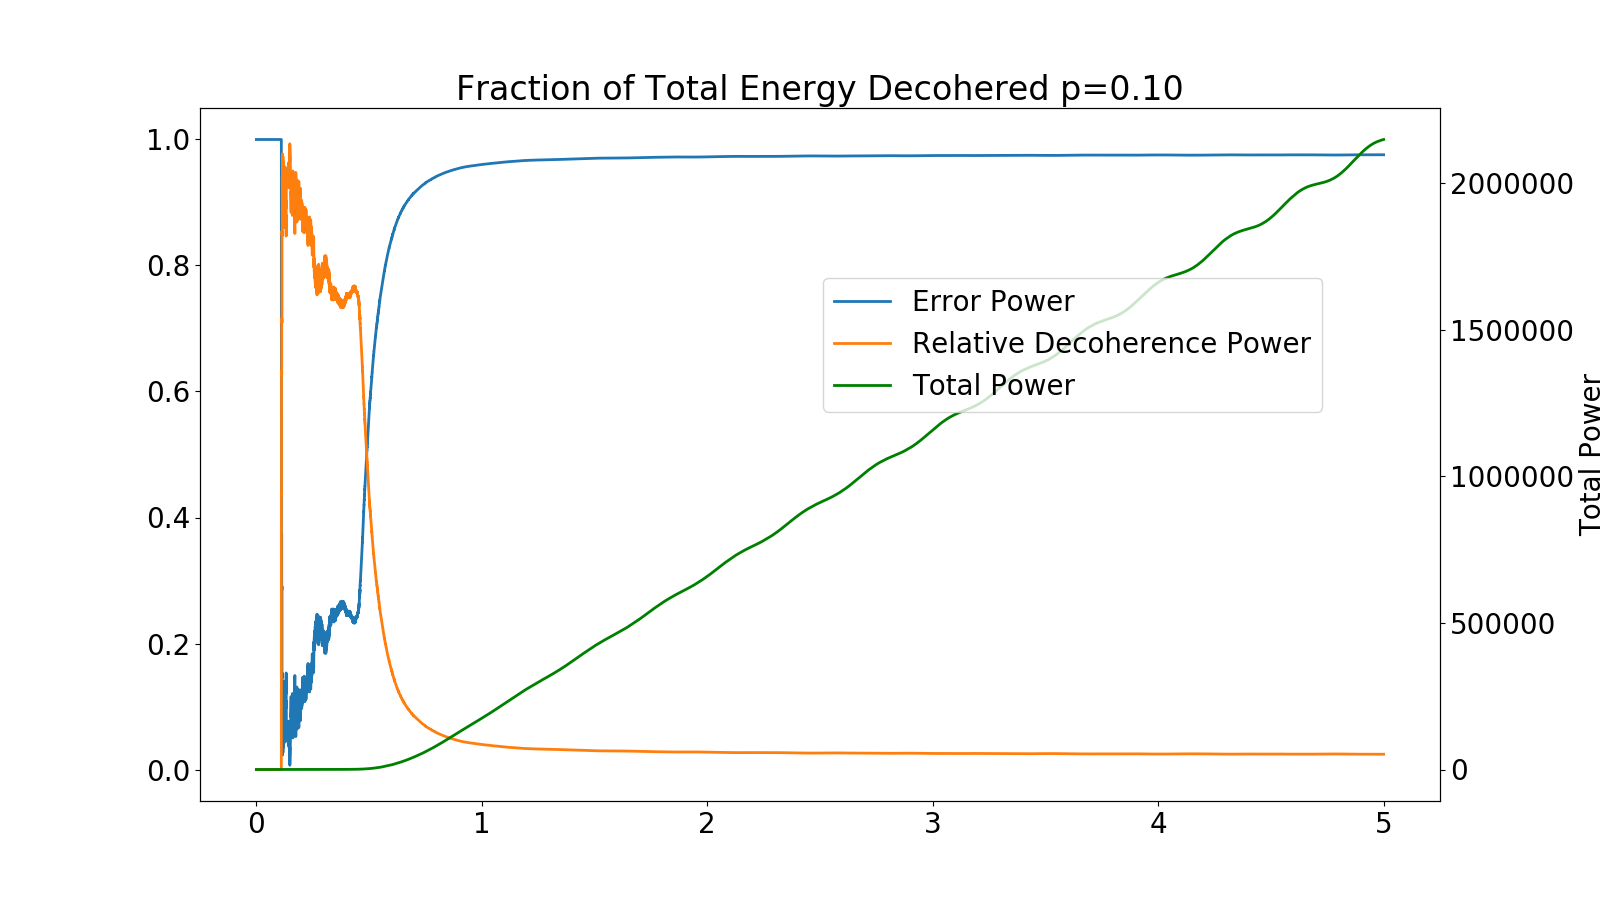 Fraction of Total Energy Decohered p=0.10
1.0
0.8
0.6
0.4
0.2
0.0
0 1 2 3 4 5
2000000
1500000
1000000
500000
0
Total Power
Error Power
Relative Decoherence Power
Total Power